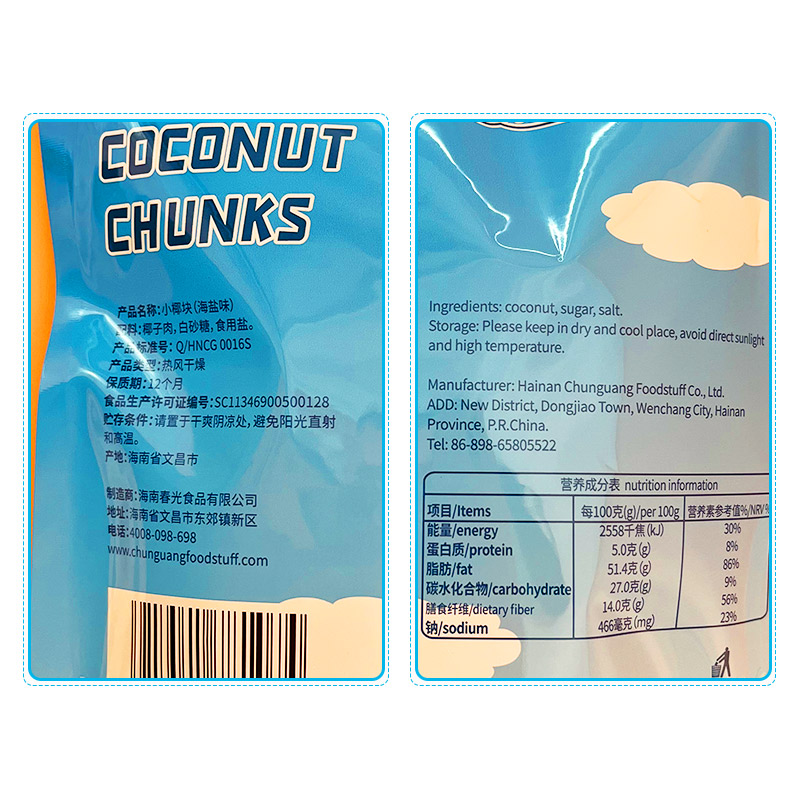 COCONUT
CHUNKS
产品名称:小椰块(海盐味)
配料:椰子肉,白砂糖,食用盐。
产品标准号: Q/HNCG 0016S
产品类型:热风干燥
保质期:12个月
食品生产许可证编号:SC11346900500128
贮存条件:请置于干爽阴凉处,避免阳光直射
和高温。
产地:海南省文昌市
制造商:海南春光食品有限公司
地址:海南省文昌市东郊镇新区
电话:4008-098-698
www.chunguangfoodstuff.com
Ingredients: coconut, sugar, salt.
Storage: Please keep in dry and cool place, avoid direct sunlight
and high temperature.
Manufacturer: Hainan Chunguang Foodstuff Co., Ltd.
ADD: New District, Dongjiao Town, Wenchang City, Hainan
Province, P.R.China.
Tel: 86-898-65805522
营养成分表 nutrition information
项目/Items 每100克(g)/per 100g 营养素参考值%/NRV %
能量/energy 2558千焦(kJ) 30%
蛋白质/protein 5.0克(g) 8%
脂肪/fat 51.4克(g) 86%
碳水化合物/carbohydrate 27.0克(g) 9%
膳食纤维/dietary fiber 14.0克(g) 56%
钠/sodium 466毫克(mg) 23%